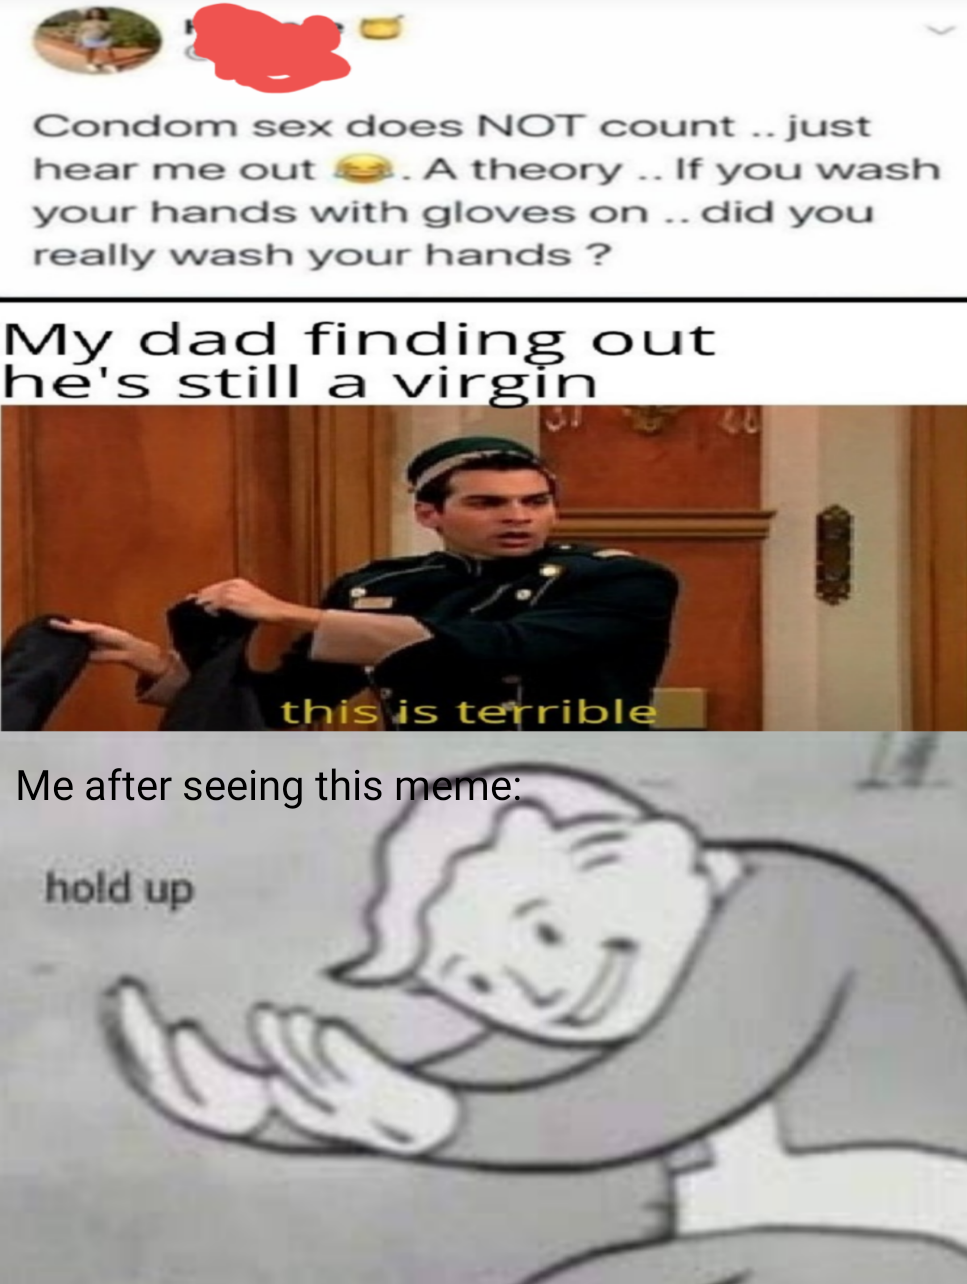 Condom sex does NOT count .. just
hear me out 😂. A theory .. If you wash
your hands with gloves on .. did you
really wash your hands ?
My dad finding out
he's still a virgin
this is terrible
Me after seeing this meme:
hold up